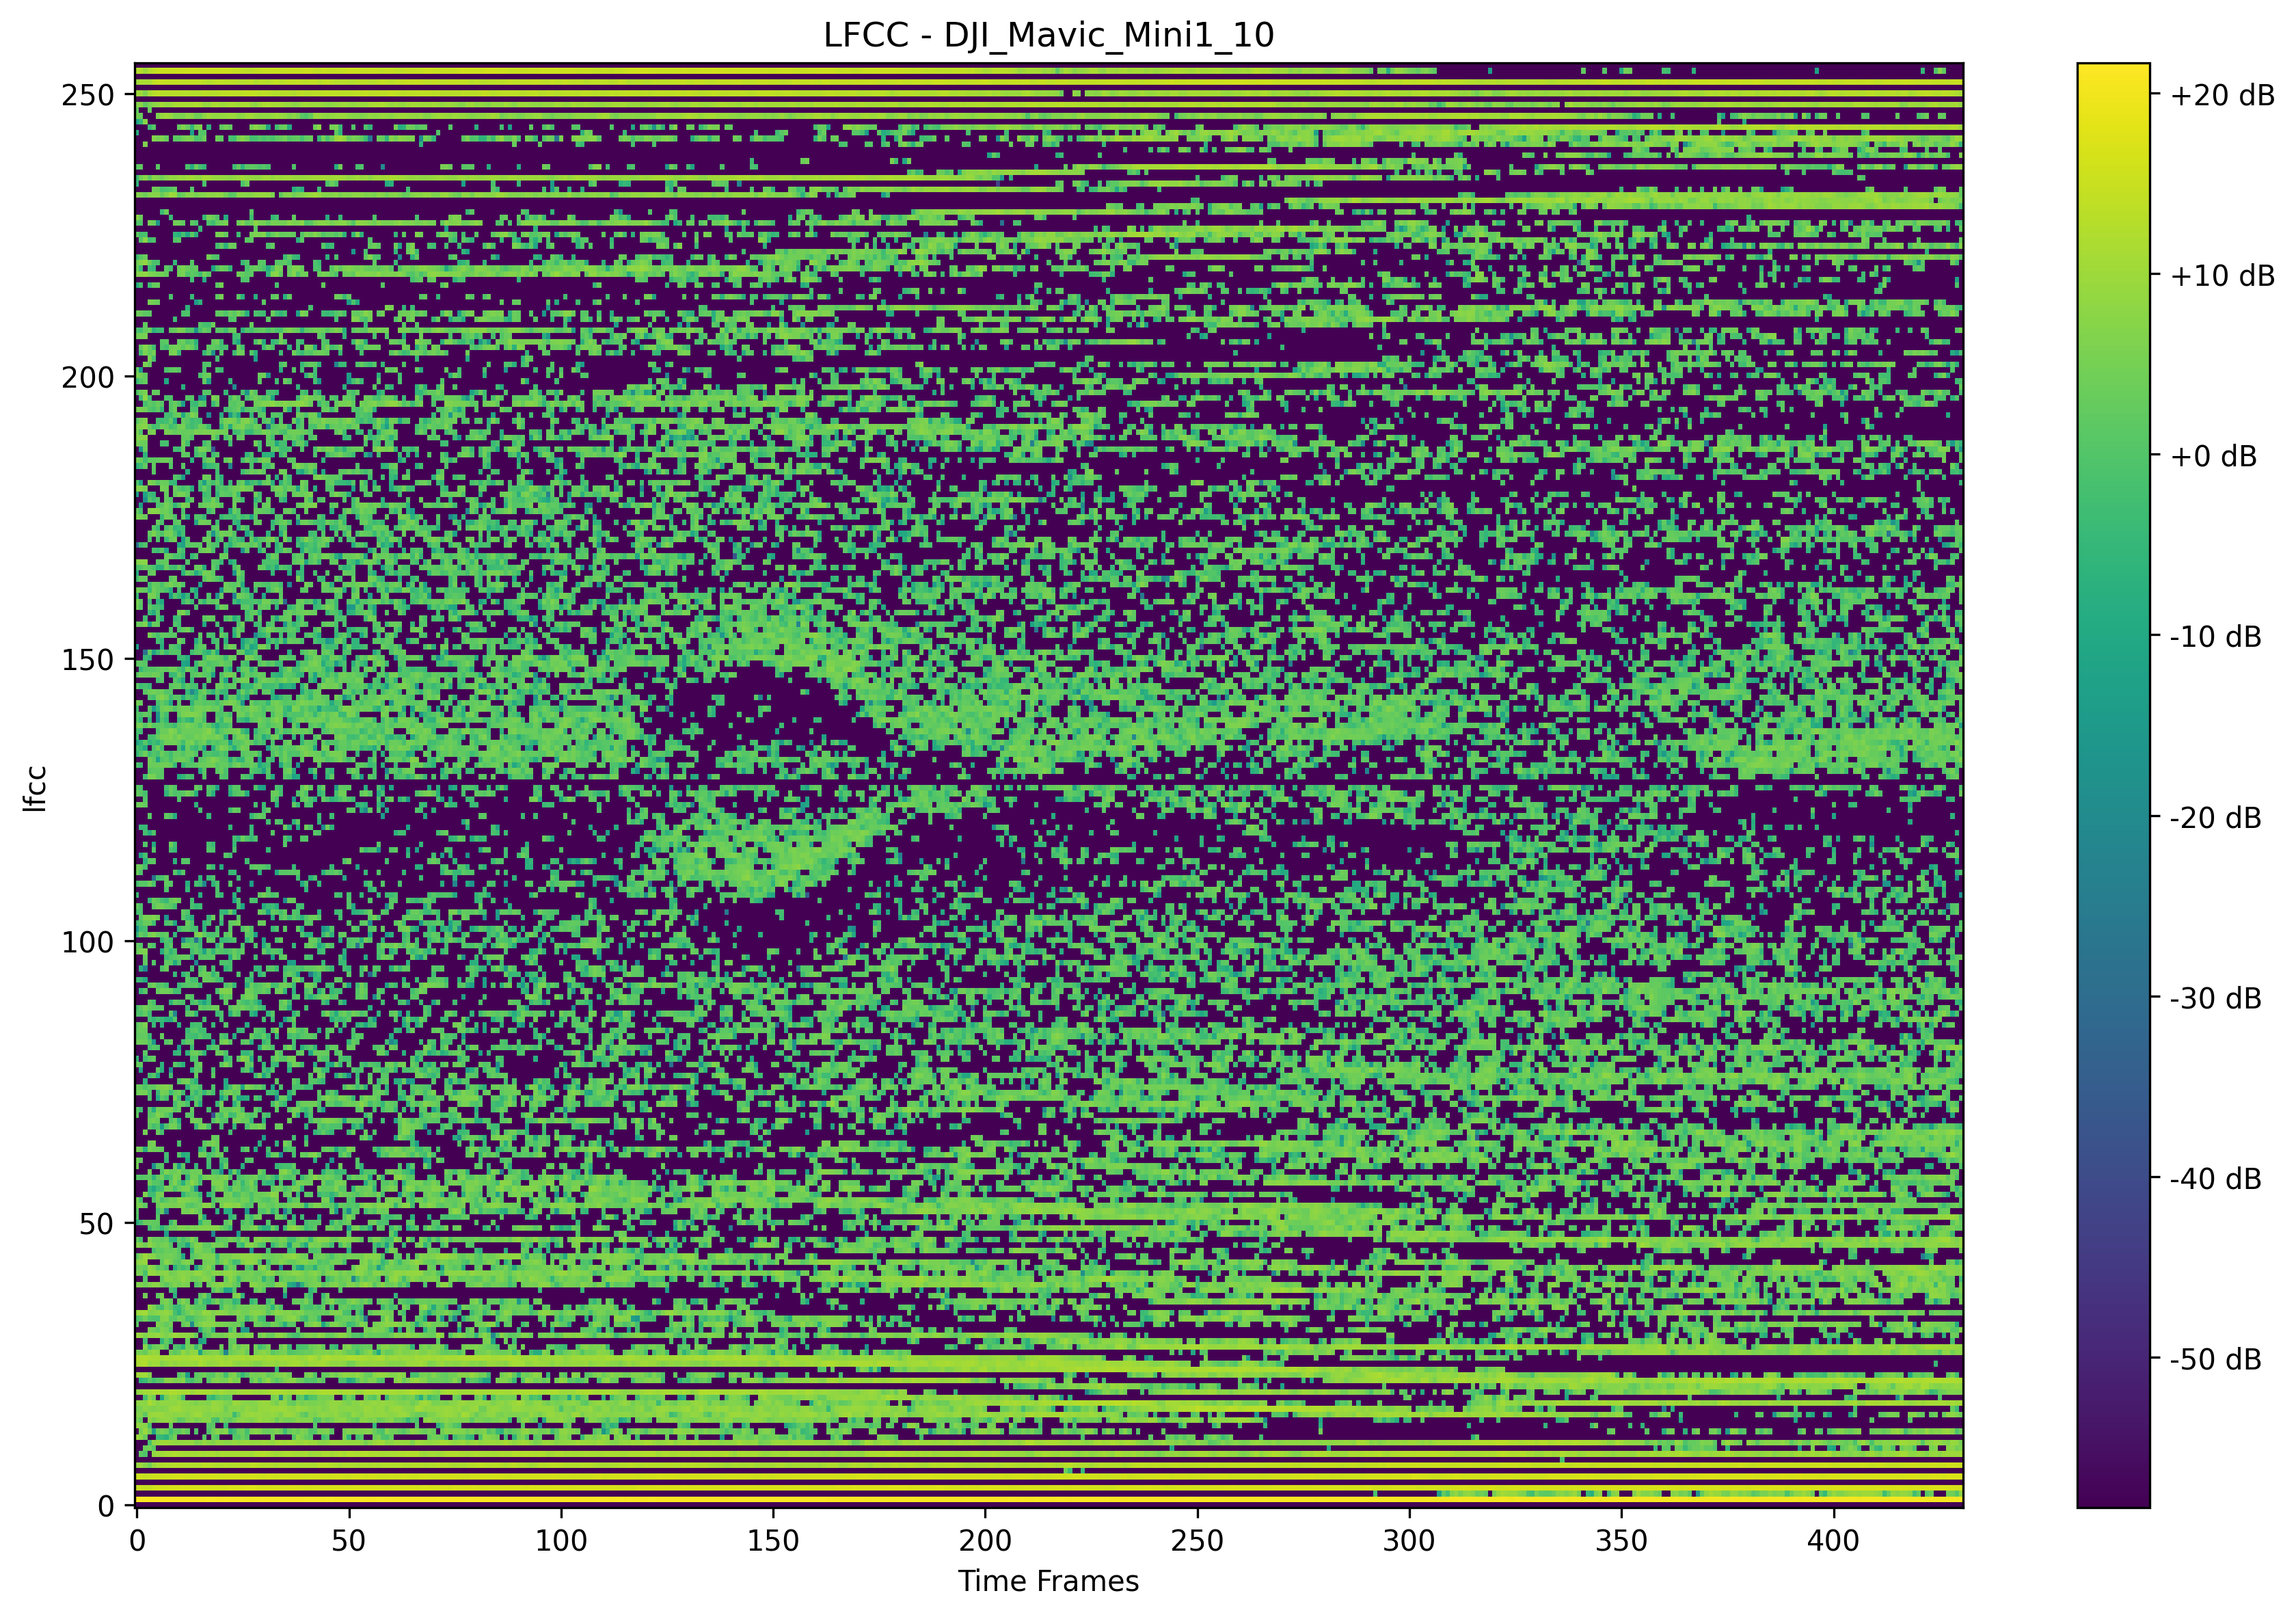 LFCC - DJI_Mavic_Mini1_10
250
200
150
100
50
0
lfcc
0 50 100 150 200 250 300 350 400
Time Frames
+20 dB
+10 dB
+0 dB
-10 dB
-20 dB
-30 dB
-40 dB
-50 dB